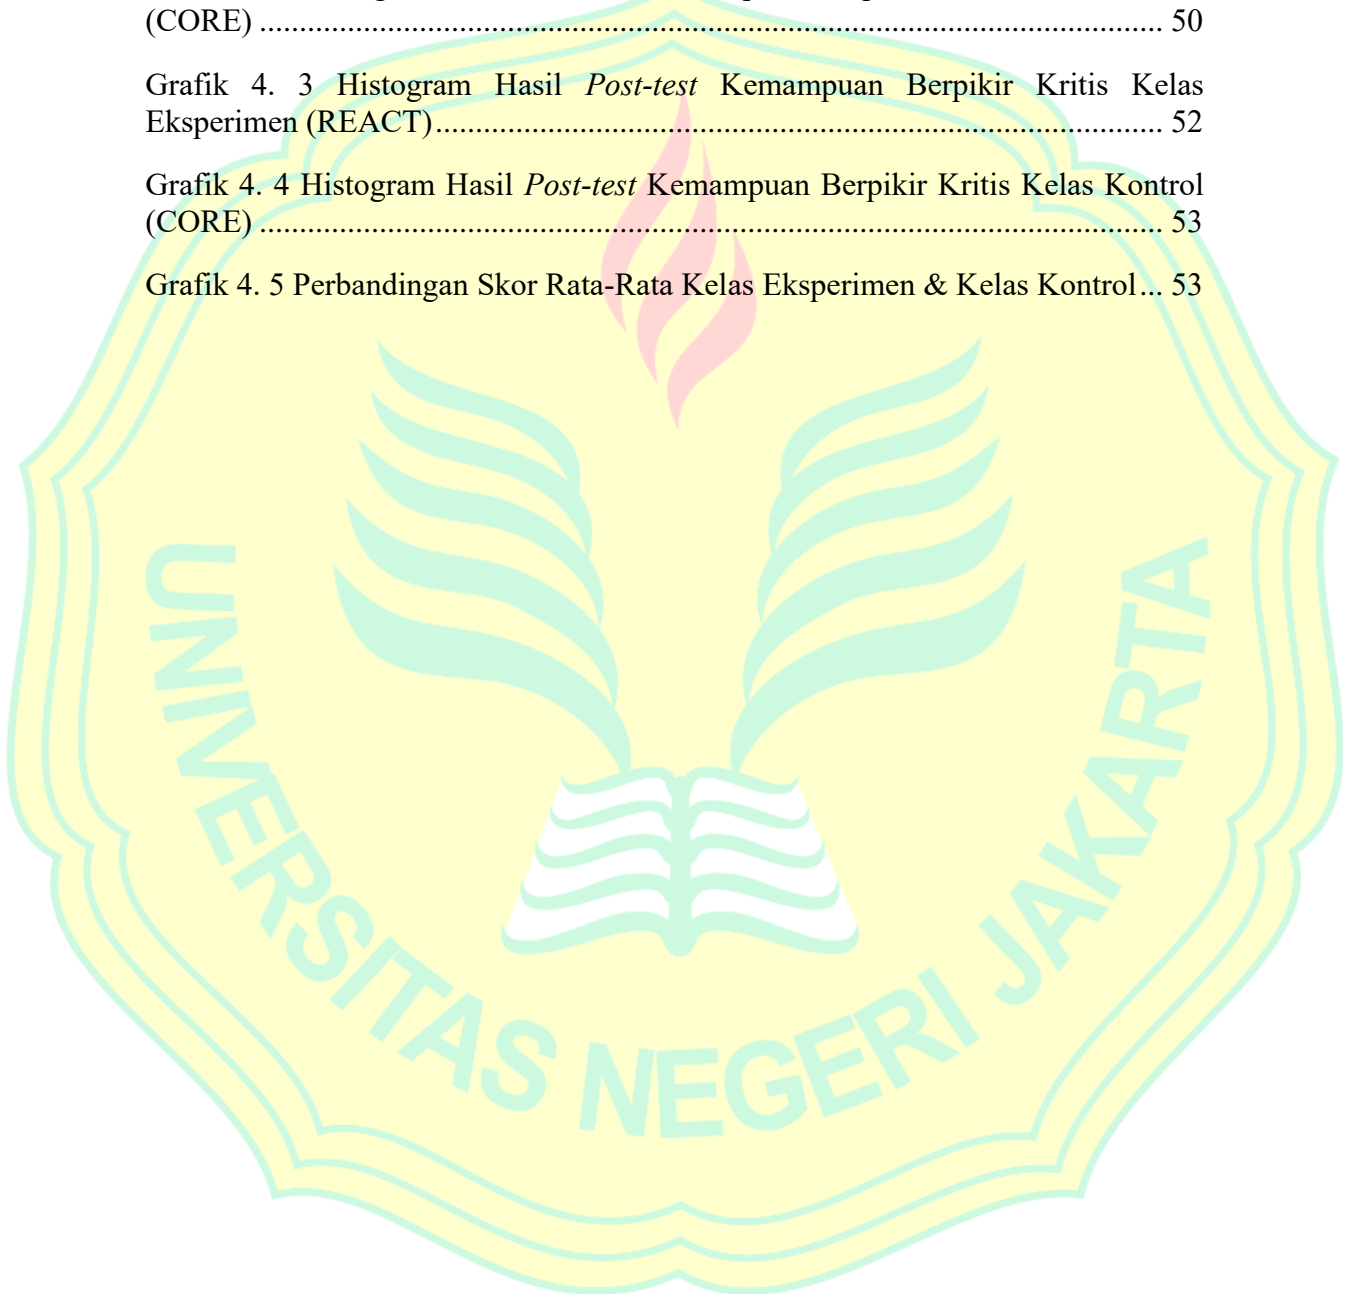 (CORE) ................................................................................................................. 50
Grafik 4. 3 Histogram Hasil Post-test Kemampuan Berpikir Kritis Kelas
Eksperimen (REACT)........................................................................................... 52
Grafik 4. 4 Histogram Hasil Post-test Kemampuan Berpikir Kritis Kelas Kontrol
(CORE) ................................................................................................................. 53
Grafik 4. 5 Perbandingan Skor Rata-Rata Kelas Eksperimen & Kelas Kontrol... 53
UNIVERSITAS NEGERI JAKARTA